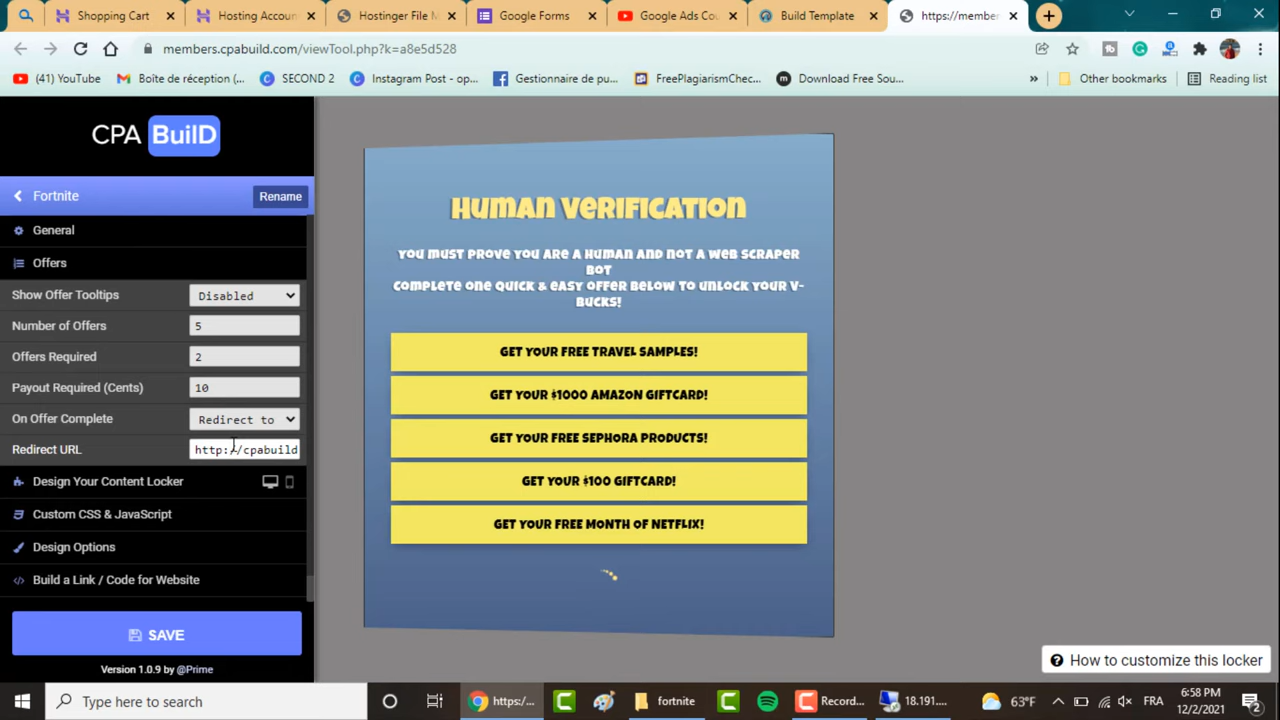 Shopping Cart
Hosting Accoun
Hostinger File M
Google Forms
Google Ads Cou
Build Template
https://membe
members.cpabuild.com/viewTool.php?k=a8e5d528
(41) YouTube
Boîte de réception (...
SECOND 2
Instagram Post - op...
Gestionnaire de pu...
FreePlagiarismChec...
Download Free Sou...
»
Other bookmarks
Reading list
CPA BuilD
Fortnite
Rename
General
Offers
Show Offer Tooltips
Disabled
Number of Offers
5
Offers Required
2
Payout Required (Cents)
10
On Offer Complete
Redirect to
Redirect URL
http://cpabuild
Design Your Content Locker
Custom CSS & JavaScript
Design Options
Build a Link / Code for Website
SAVE
Version 1.0.9 by @Prime
Human Verification
You must prove you are a human and not a web scraper
bot
Complete one quick & easy offer below to unlock your V-
Bucks!
GET YOUR FREE TRAVEL SAMPLES!
GET YOUR $1000 AMAZON GIFTCARD!
GET YOUR FREE SEPHORA PRODUCTS!
GET YOUR $100 GIFTCARD!
GET YOUR FREE MONTH OF NETFLIX!
How to customize this locker
Type here to search
https:/...
fortnite
Record...
18.191....
63°F
FRA
6:58 PM
12/2/2021
2